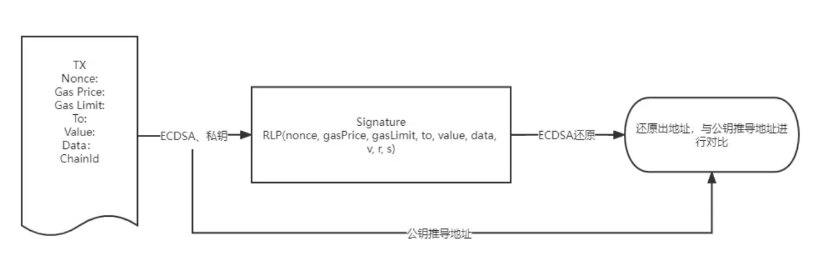 TX
Nonce:
Gas Price:
Gas Limit:
To:
Value:
Data:
ChainId
ECDSA、私钥
Signature
RLP(nonce, gasPrice, gasLimit, to, value, data,
v, r, s)
ECDSA还原
还原出地址，与公钥推导地址进
行对比
公钥推导地址